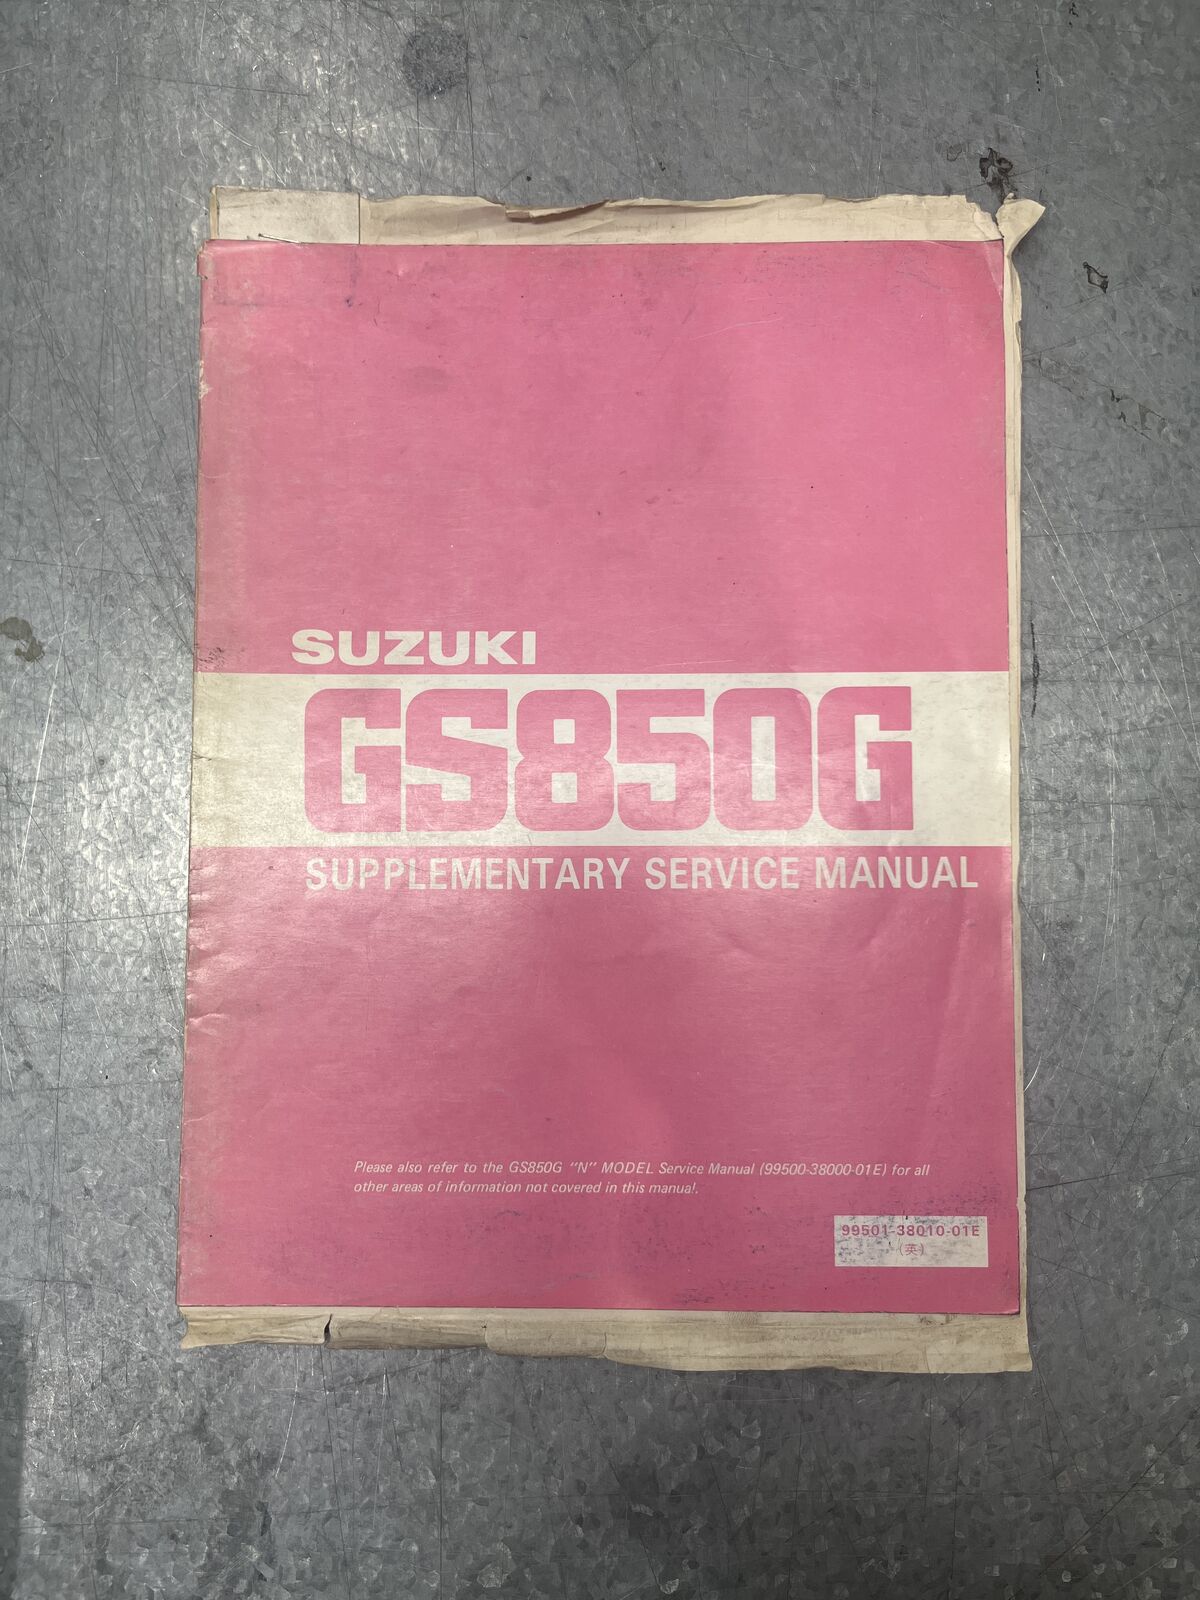 SUZUKI
GS850G
SUPPLEMENTARY SERVICE MANUAL
Please also refer to the GS850G "N" MODEL Service Manual (99500-38000-01E) for all
other areas of information not covered in this manual.
99501-38010-01E
(英)